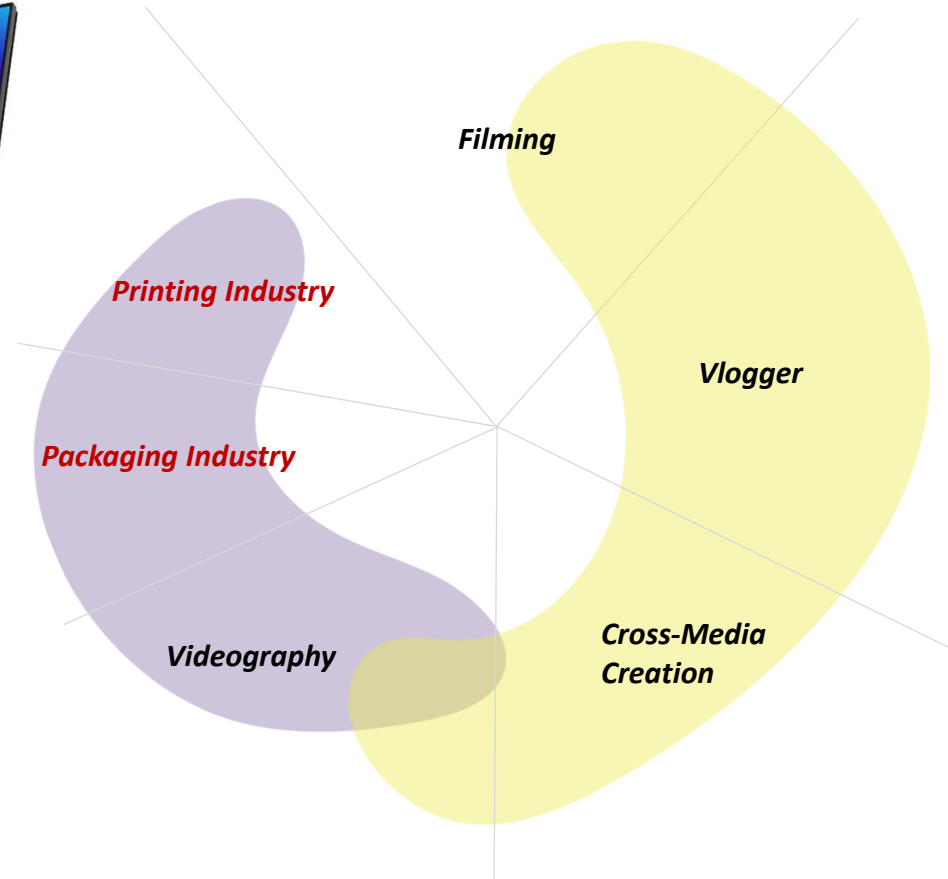 Filming
Printing Industry
Vlogger
Packaging Industry
Cross-Media
Creation
Videography